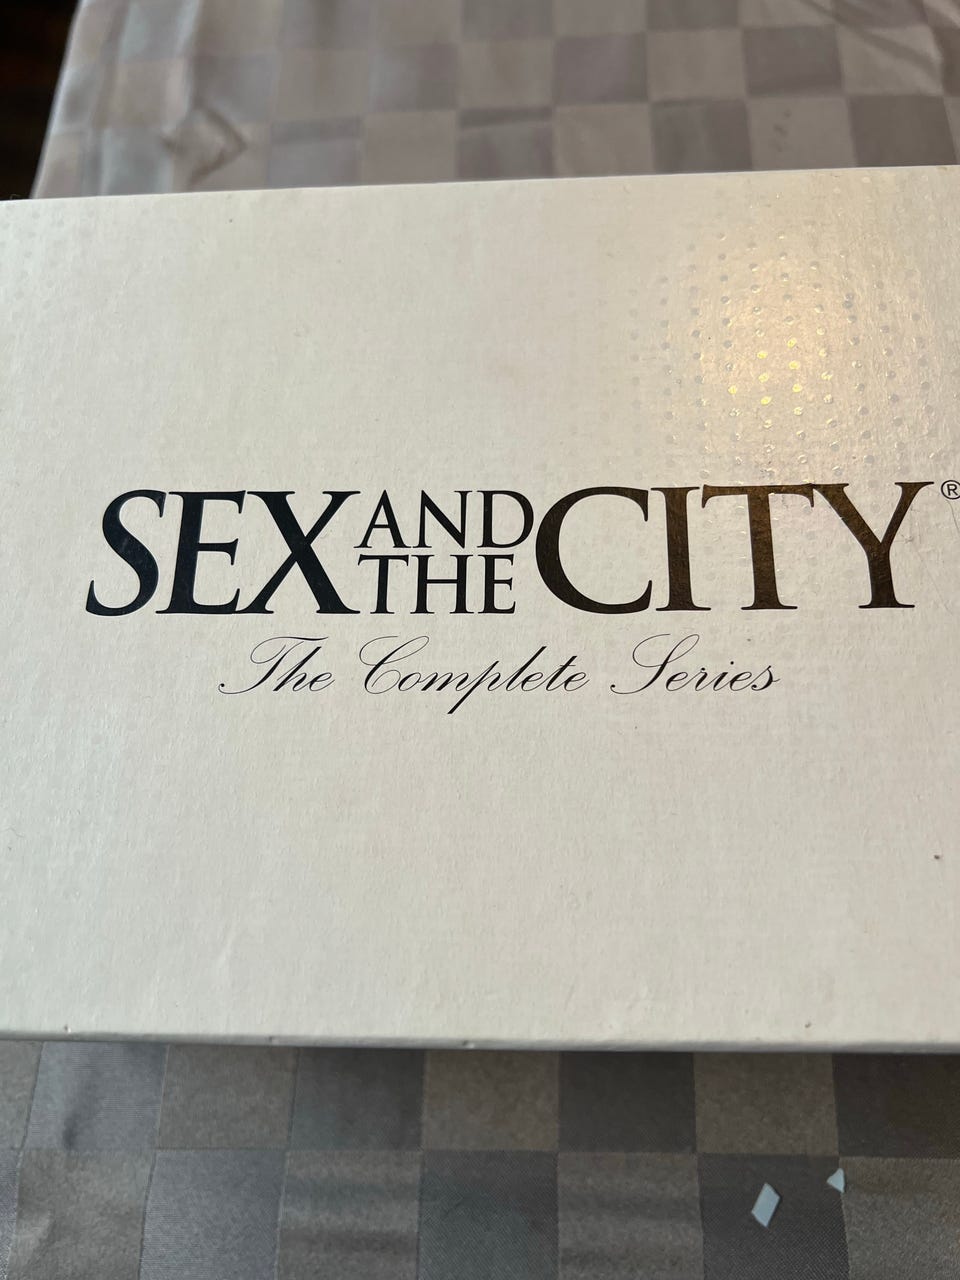 SEX AND THE CITY®
The Complete Series